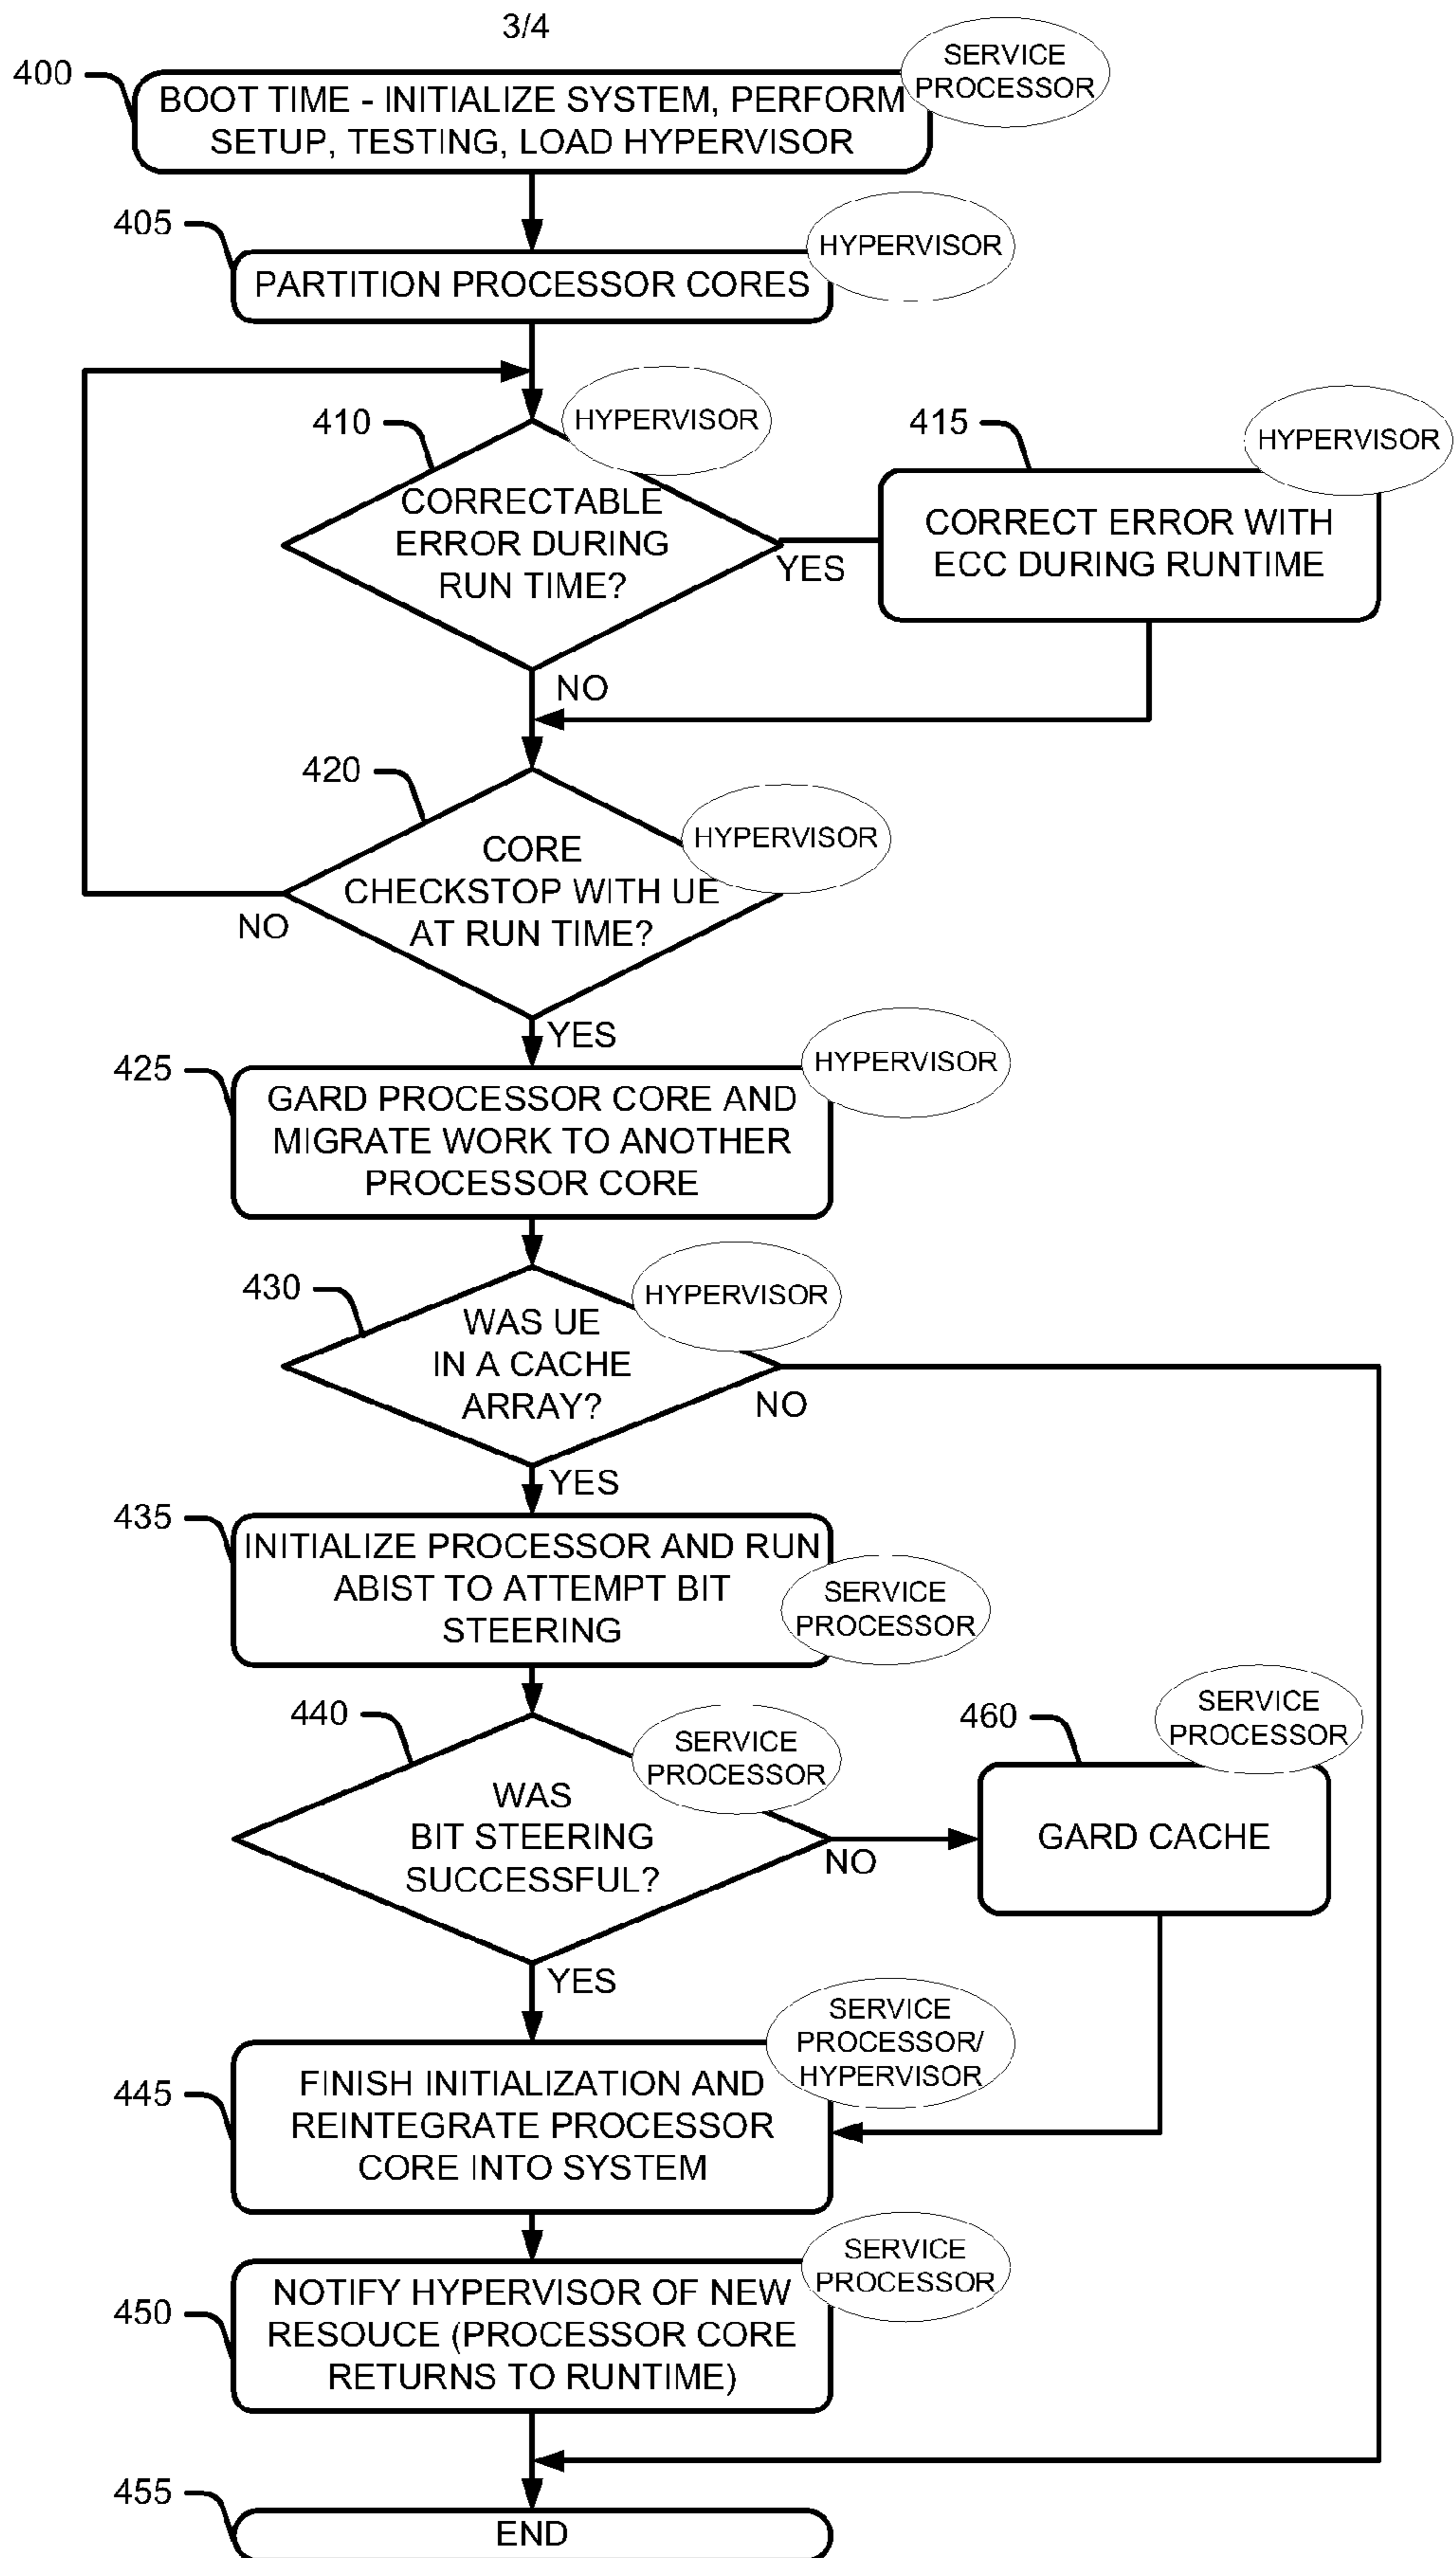 3/4
400
BOOT TIME - INITIALIZE SYSTEM, PERFORM
SETUP, TESTING, LOAD HYPERVISOR
SERVICE
PROCESSOR
405
PARTITION PROCESSOR CORES
HYPERVISOR
410
CORRECTABLE
ERROR DURING
RUN TIME?
HYPERVISOR
YES
NO
415
CORRECT ERROR WITH
ECC DURING RUNTIME
HYPERVISOR
420
CORE
CHECKSTOP WITH UE
AT RUN TIME?
HYPERVISOR
NO
YES
425
GARD PROCESSOR CORE AND
MIGRATE WORK TO ANOTHER
PROCESSOR CORE
HYPERVISOR
430
WAS UE
IN A CACHE
ARRAY?
HYPERVISOR
NO
YES
435
INITIALIZE PROCESSOR AND RUN
ABIST TO ATTEMPT BIT
STEERING
SERVICE
PROCESSOR
440
WAS
BIT STEERING
SUCCESSFUL?
SERVICE
PROCESSOR
NO
YES
460
GARD CACHE
SERVICE
PROCESSOR
445
FINISH INITIALIZATION AND
REINTEGRATE PROCESSOR
CORE INTO SYSTEM
SERVICE
PROCESSOR/
HYPERVISOR
450
NOTIFY HYPERVISOR OF NEW
RESOUCE (PROCESSOR CORE
RETURNS TO RUNTIME)
SERVICE
PROCESSOR
455
END